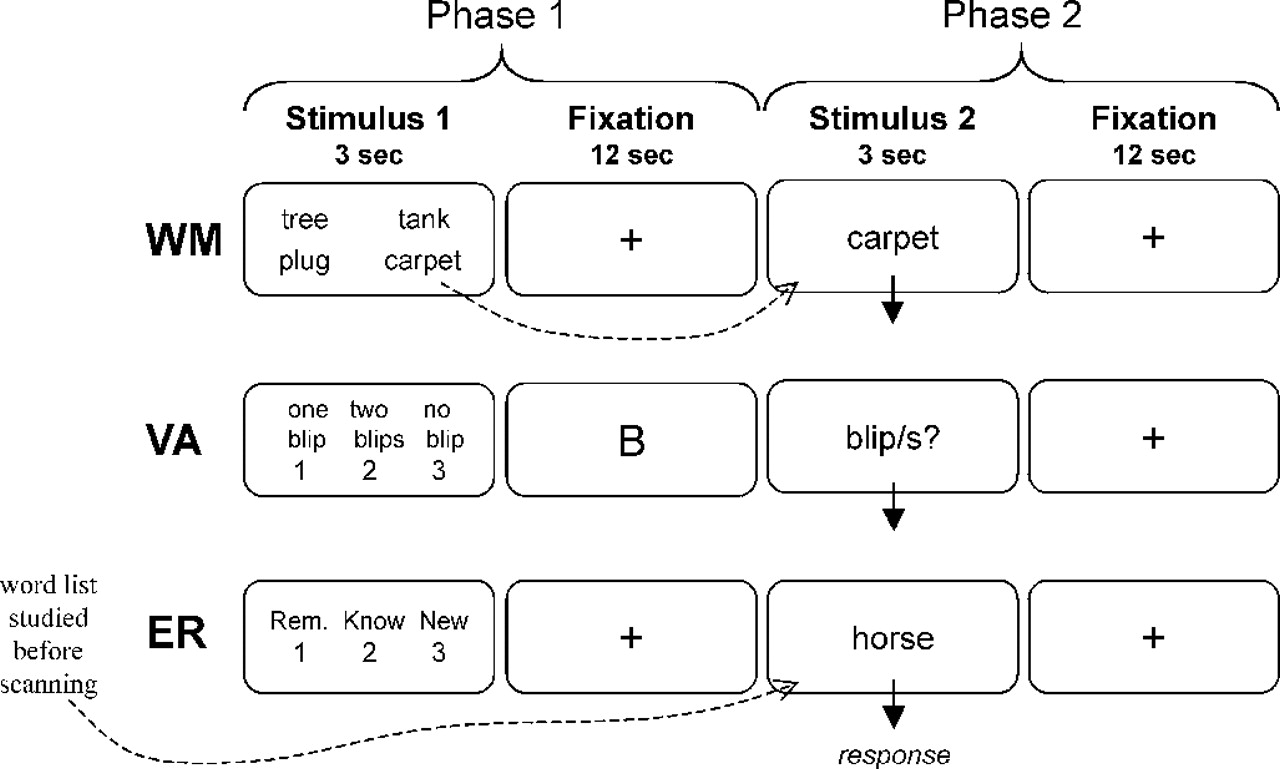 Phase 1 Phase 2
Stimulus 1 Fixation Stimulus 2 Fixation
3 sec 12 sec 3 sec 12 sec
WM
tree tank
plug carpet
+
carpet
+
VA
one two no
blip blips blip
1 2 3
B
blip/s?
+
word list
studied
before
scanning
ER
Rem. Know New
1 2 3
+
horse
+
response